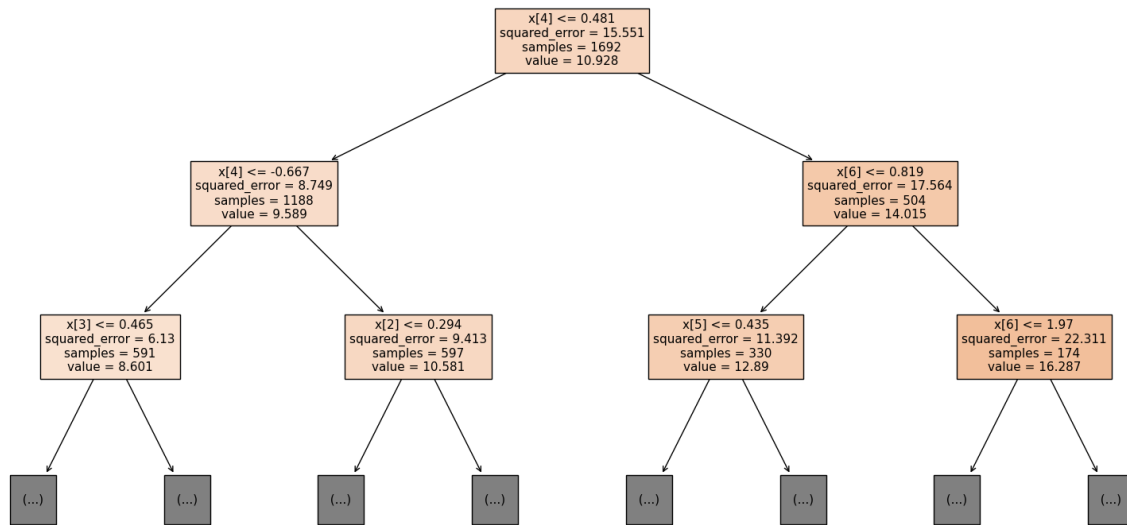 x[4] <= 0.481
squared_error = 15.551
samples = 1692
value = 10.928
x[4] <= -0.667
squared_error = 8.749
samples = 1188
value = 9.589
x[6] <= 0.819
squared_error = 17.564
samples = 504
value = 14.015
x[3] <= 0.465
squared_error = 6.13
samples = 591
value = 8.601
x[2] <= 0.294
squared_error = 9.413
samples = 597
value = 10.581
x[5] <= 0.435
squared_error = 11.392
samples = 330
value = 12.89
x[6] <= 1.97
squared_error = 22.311
samples = 174
value = 16.287
(...)
(...)
(...)
(...)
(...)
(...)
(...)
(...)